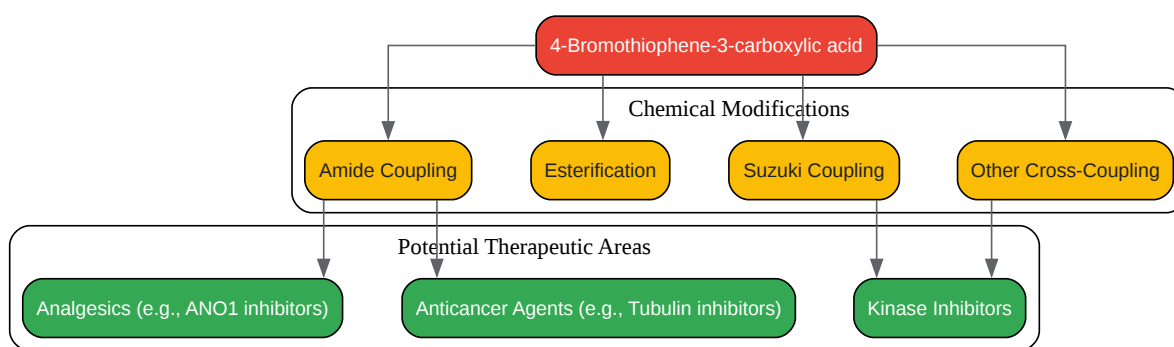 4-Bromothiophene-3-carboxylic acid
Chemical Modifications
Amide Coupling
Esterification
Suzuki Coupling
Other Cross-Coupling
Potential Therapeutic Areas
Analgesics (e.g., ANO1 inhibitors)
Anticancer Agents (e.g., Tubulin inhibitors)
Kinase Inhibitors